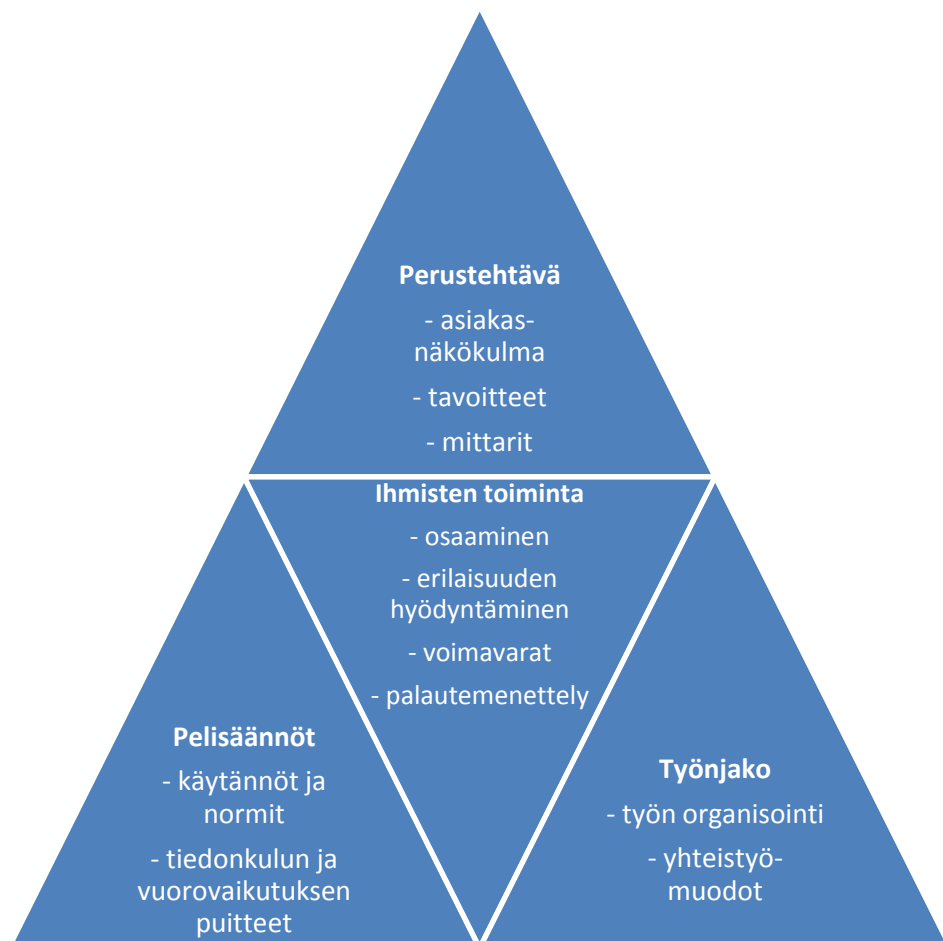 Perustehtävä
- asiakas-
näkökulma
- tavoitteet
- mittarit
Ihmisten toiminta
- osaaminen
- erilaisuuden
hyödyntäminen
- voimavarat
- palautemenettely
Pelisäännöt
- käytännöt ja
normit
- tiedonkulun ja
vuorovaikutuksen
puitteet
Työnjako
- työn organisointi
- yhteistyö-
muodot